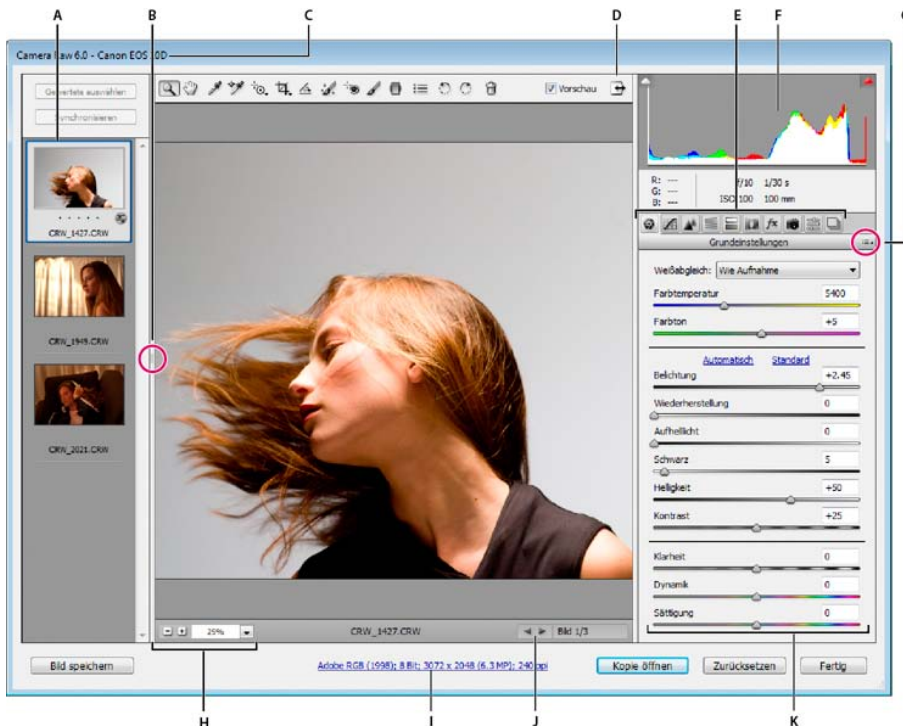 A B C D E F
Camera Raw 6.0 - Canon EOS 10D
Gewertete auswählen
Synchronisieren
Vorschau
R: ---
G: ---
B: ---
f/10 1/30 s
ISO 100 100 mm
CRW_1427.CRW
CRW_1949.CRW
CRW_2021.CRW
Grundeinstellungen
Weißabgleich: Wie Aufnahme
Farbtemperatur 5400
Farbton +5
Automatisch Standard
Belichtung +2.45
Wiederherstellung 0
Aufhelllicht 0
Schwarz 5
Helligkeit +50
Kontrast +25
Klarheit 0
Dynamik 0
Sättigung 0
29% CRW_1427.CRW Bild 1/3
Bild speichern Adobe RGB (1998); 8 Bit; 3072 x 2048 (6.3 MP); 240 ppi Kopie öffnen Zurücksetzen Fertig
H I J K